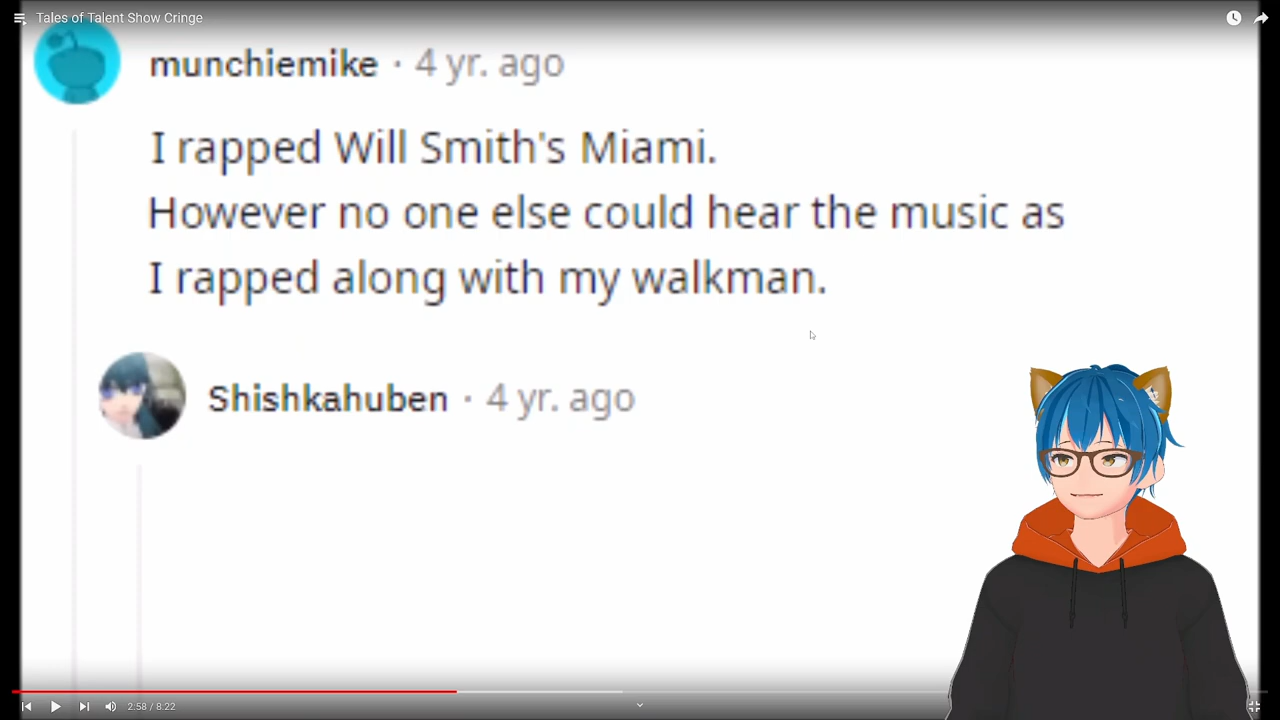 Tales of Talent Show Cringe
munchiemike · 4 yr. ago
I rapped Will Smith's Miami.
However no one else could hear the music as
I rapped along with my walkman.
Shishkahuben · 4 yr. ago
2:58 / 8:22